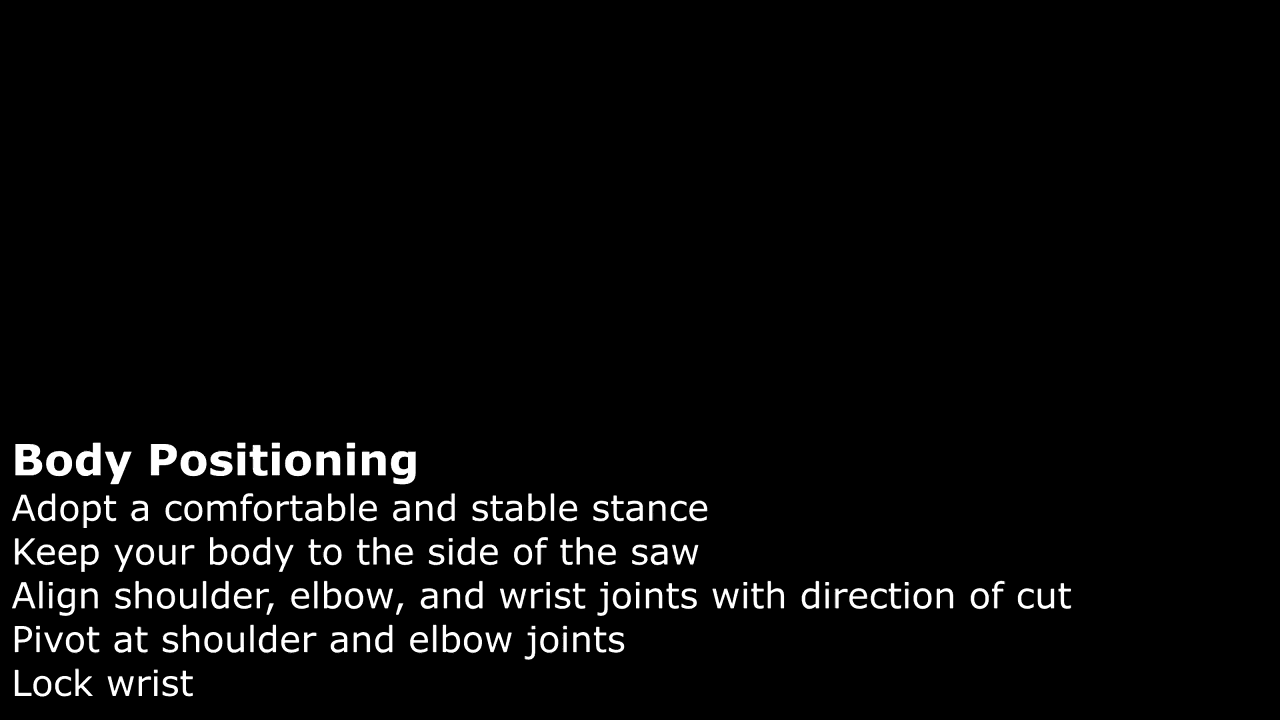 Body Positioning
Adopt a comfortable and stable stance
Keep your body to the side of the saw
Align shoulder, elbow, and wrist joints with direction of cut
Pivot at shoulder and elbow joints
Lock wrist